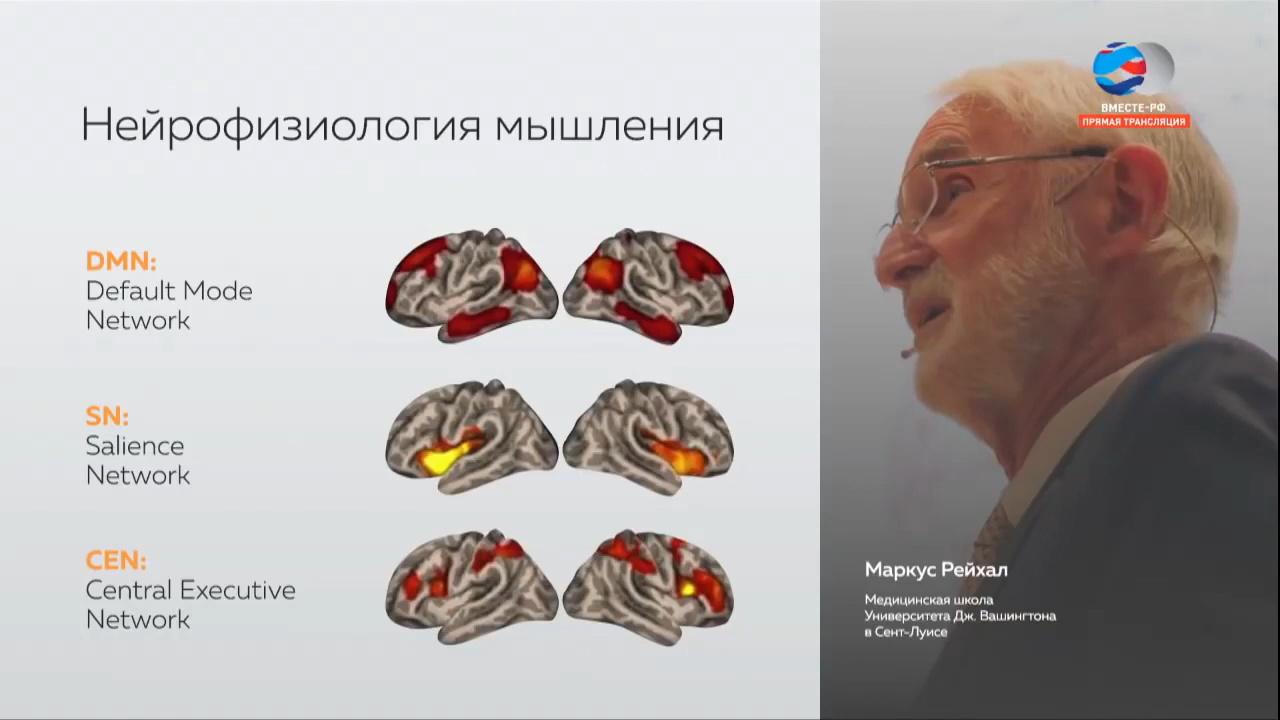 Нейрофизиология мышления
DMN:
Default Mode
Network
SN:
Salience
Network
CEN:
Central Executive
Network
ВМЕСТЕ-РФ
ПРЯМАЯ ТРАНСЛЯЦИЯ
Маркус Рейхал
Медицинская школа
Университета Дж. Вашингтона
в Сент-Луисе